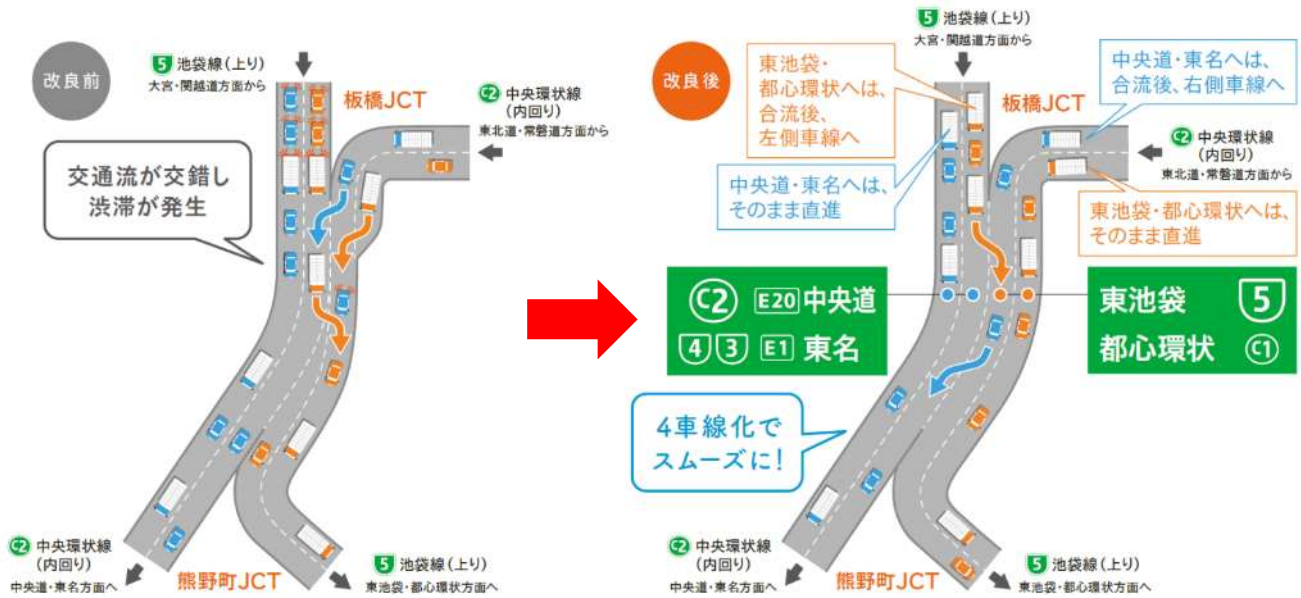 改良前
5 池袋線(上り)
大宮・関越道方面から
板橋JCT
C2 中央環状線
(内回り)
東北道・常磐道方面から
交通流が交錯し
渋滞が発生
C2 中央環状線
(内回り)
中央道・東名方面へ
熊野町JCT
5 池袋線(上り)
東池袋・都心環状方面へ
改良後
5 池袋線(上り)
大宮・関越道方面から
東池袋・
都心環状へは、
合流後、
左側車線へ
板橋JCT
中央道・東名へは、
合流後、右側車線へ
C2 中央環状線
(内回り)
東北道・常磐道方面から
中央道・東名へは、
そのまま直進
東池袋・都心環状へは、
そのまま直進
C2 E20 中央道
4 3 E1 東名
東池袋 5
都心環状 C1
4車線化で
スムーズに!
C2 中央環状線
(内回り)
中央道・東名方面へ
熊野町JCT
5 池袋線(上り)
東池袋・都心環状方面へ